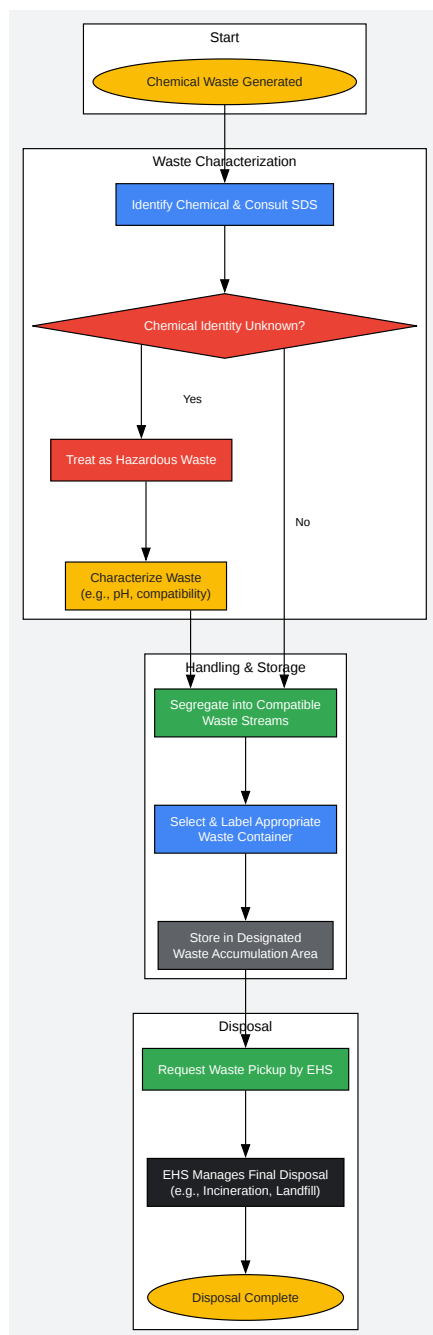 Start
Chemical Waste Generated
Waste Characterization
Identify Chemical & Consult SDS
Chemical Identity Unknown?
Yes
Treat as Hazardous Waste
No
Characterize Waste
(e.g., pH, compatibility)
Handling & Storage
Segregate into Compatible
Waste Streams
Select & Label Appropriate
Waste Container
Store in Designated
Waste Accumulation Area
Disposal
Request Waste Pickup by EHS
EHS Manages Final Disposal
(e.g., Incineration, Landfill)
Disposal Complete